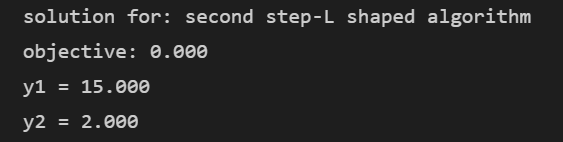 solution for: second step-L shaped algorithm
objective: 0.000
y1 = 15.000
y2 = 2.000